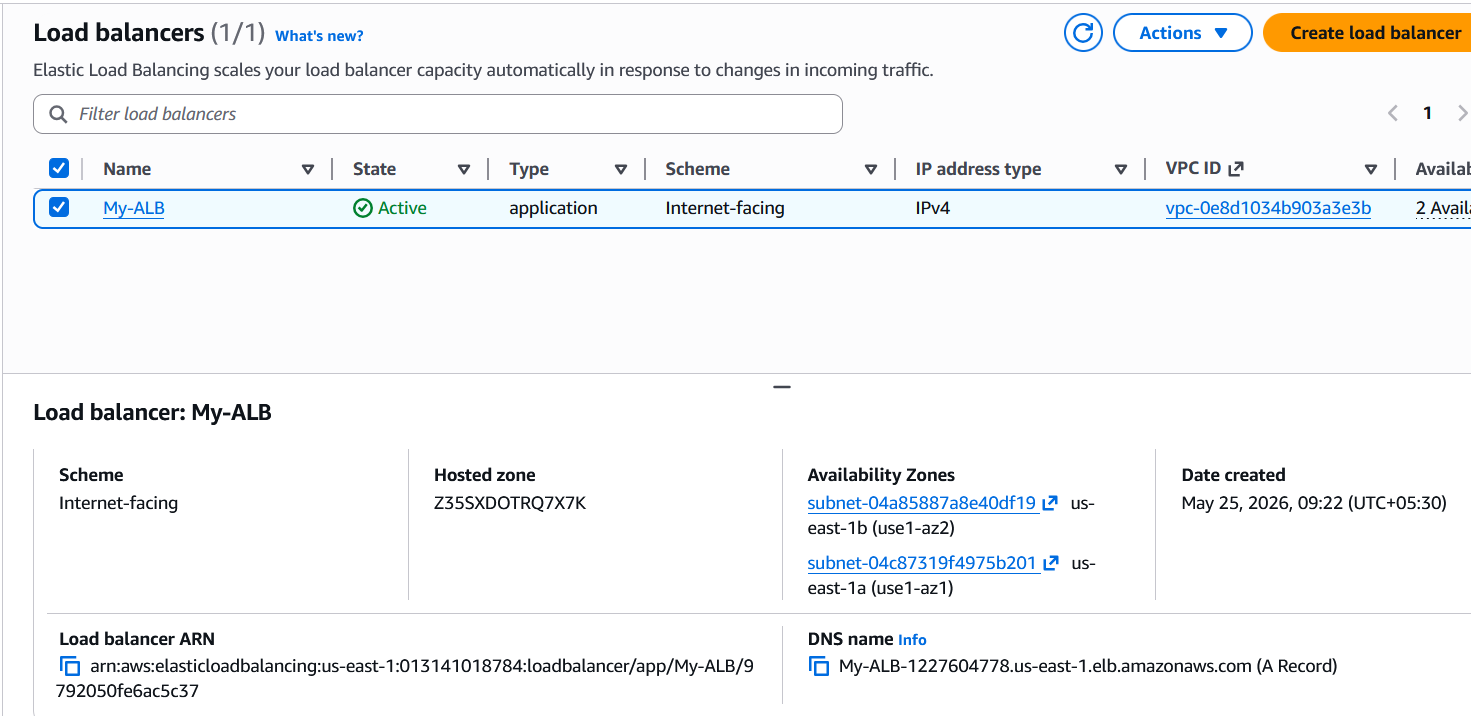 Load balancers (1/1) What's new? Actions Create load balancer
Elastic Load Balancing scales your load balancer capacity automatically in response to changes in incoming traffic.
Filter load balancers 1
Name State Type Scheme IP address type VPC ID Availab
My-ALB Active application Internet-facing IPv4 vpc-0e8d1034b903a3e3b 2 Avail
Load balancer: My-ALB
Scheme Hosted zone Availability Zones Date created
Internet-facing Z35SXDOTRQ7X7K subnet-04a85887a8e40df19 us- May 25, 2026, 09:22 (UTC+05:30)
east-1b (use1-az2)
subnet-04c87319f4975b201 us-
east-1a (use1-az1)
Load balancer ARN DNS name Info
arn:aws:elasticloadbalancing:us-east-1:013141018784:loadbalancer/app/My-ALB/9 My-ALB-1227604778.us-east-1.elb.amazonaws.com (A Record)
792050fe6ac5c37